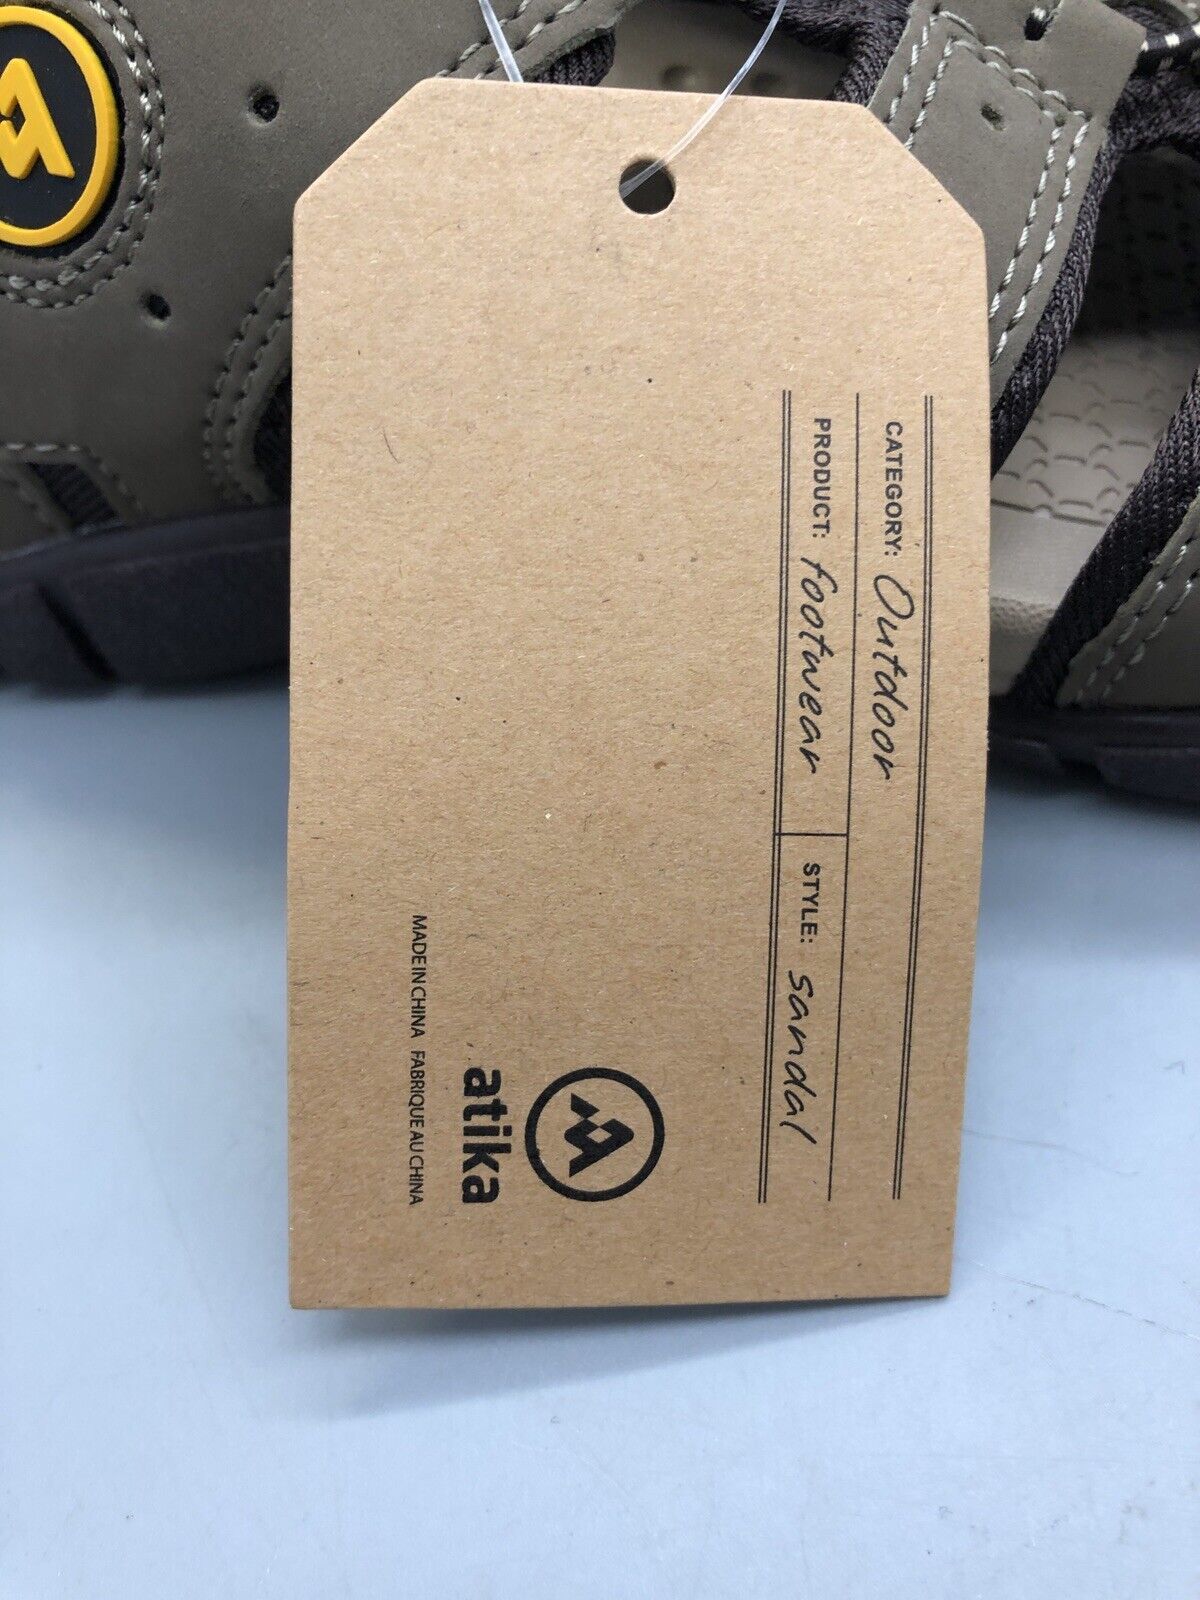 CATEGORY: Outdoor
PRODUCT: footwear STYLE: sandal
atika
MADE IN CHINA FABRIQUE AU CHINA